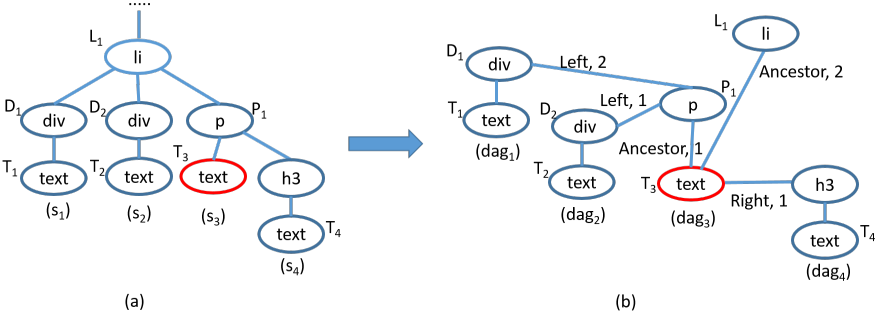 .....
L1
li
D1
div
D2
div
p
P1
T1
text
T2
text
T3
text
h3
(s1)
(s2)
(s3)
text
T4
(s4)
(a)
L1
li
D1
div
Left, 2
Ancestor, 2
T1
text
(dag1)
D2
div
Left, 1
P1
p
Ancestor, 1
T2
text
(dag2)
T3
text
(dag3)
Right, 1
h3
text
T4
(dag4)
(b)